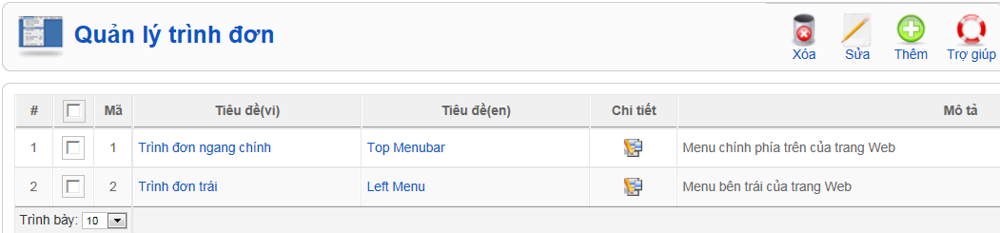 Quản lý trình đơn
Xóa Sửa Thêm Trợ giúp
# Mã Tiêu đề(vi) Tiêu đề(en) Chi tiết Mô tả
1 1 Trình đơn ngang chính Top Menubar Menu chính phía trên của trang Web
2 2 Trình đơn trái Left Menu Menu bên trái của trang Web
Trình bày: 10